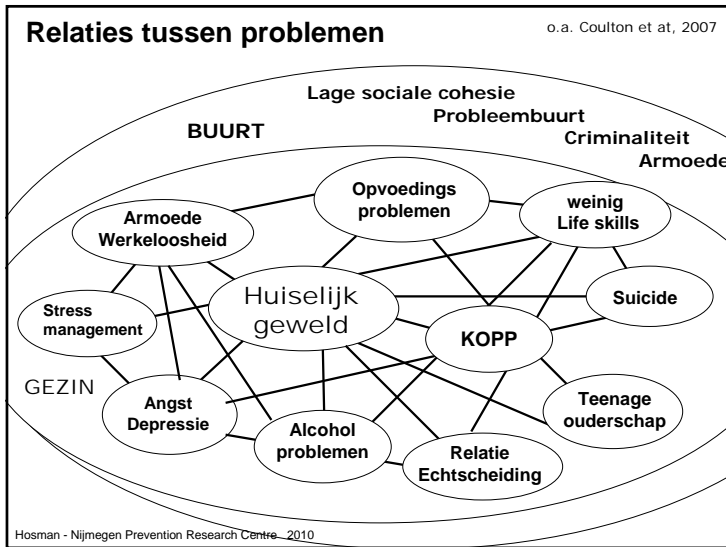 Relaties tussen problemen
o.a. Coulton et at, 2007
Lage sociale cohesie
Probleembuurt
BUURT
Criminaliteit
Armoede
Opvoedings
problemen
weinig
Life skills
Armoede
Werkeloosheid
Huiselijk
geweld
Suicide
Stress
management
KOPP
GEZIN
Angst
Depressie
Teenage
ouderschap
Alcohol
problemen
Relatie
Echtscheiding
Hosman - Nijmegen Prevention Research Centre 2010